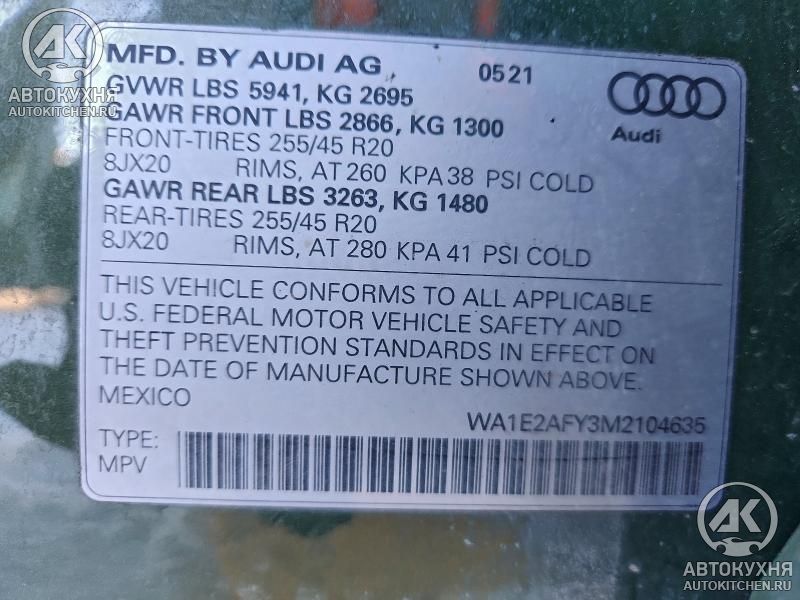 AK
АВТОКУХНЯ
AUTOKITCHEN.RU
MFD. BY AUDI AG 0521
GVWR LBS 5941, KG 2695
GAWR FRONT LBS 2866, KG 1300
FRONT-TIRES 255/45 R20
8JX20 RIMS, AT 260 KPA 38 PSI COLD
GAWR REAR LBS 3263, KG 1480
REAR-TIRES 255/45 R20
8JX20 RIMS, AT 280 KPA 41 PSI COLD
Audi
THIS VEHICLE CONFORMS TO ALL APPLICABLE
U.S. FEDERAL MOTOR VEHICLE SAFETY AND
THEFT PREVENTION STANDARDS IN EFFECT ON
THE DATE OF MANUFACTURE SHOWN ABOVE.
MEXICO
WA1E2AFY3M2104635
TYPE:
MPV
AK
АВТОКУХНЯ
AUTOKITCHEN.RU